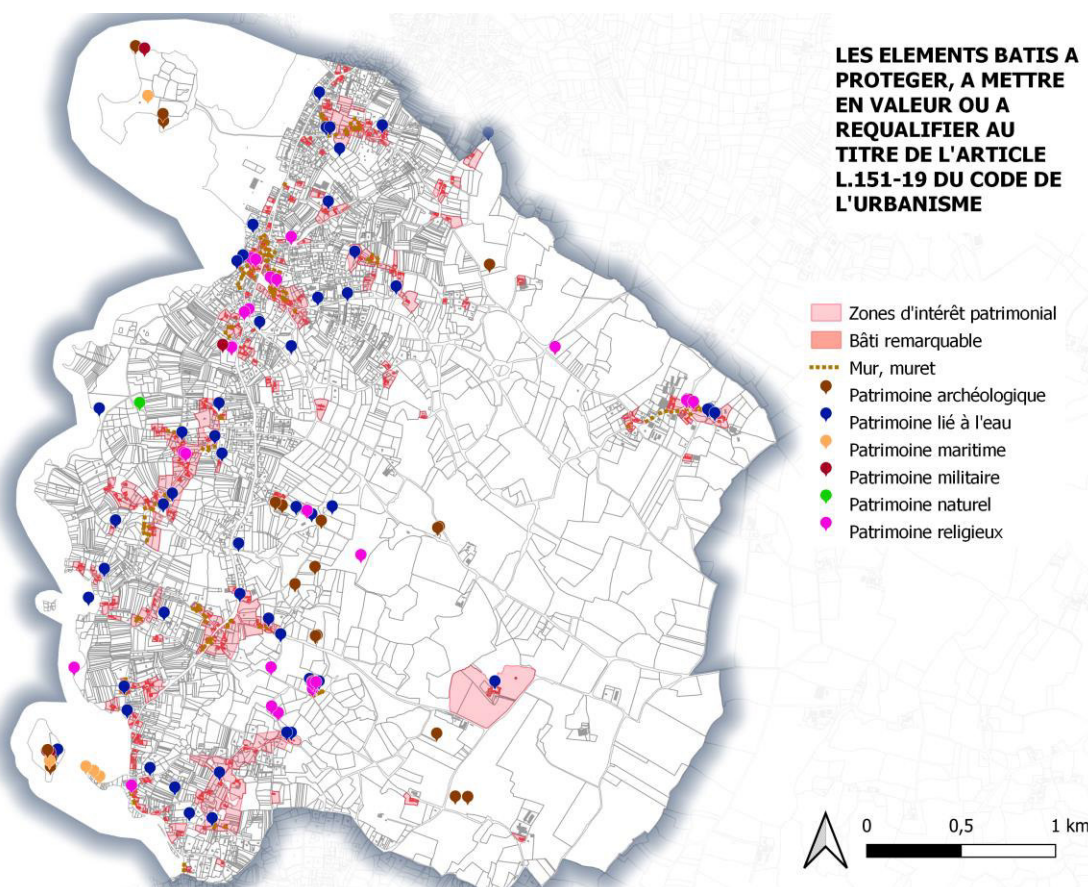 LES ELEMENTS BATIS A
PROTEGER, A METTRE
EN VALEUR OU A
REQUALIFIER AU
TITRE DE L'ARTICLE
L.151-19 DU CODE DE
L'URBANISME
Zones d'intérêt patrimonial
Bâti remarquable
Mur, muret
Patrimoine archéologique
Patrimoine lié à l'eau
Patrimoine maritime
Patrimoine militaire
Patrimoine naturel
Patrimoine religieux
0 0,5 1 km